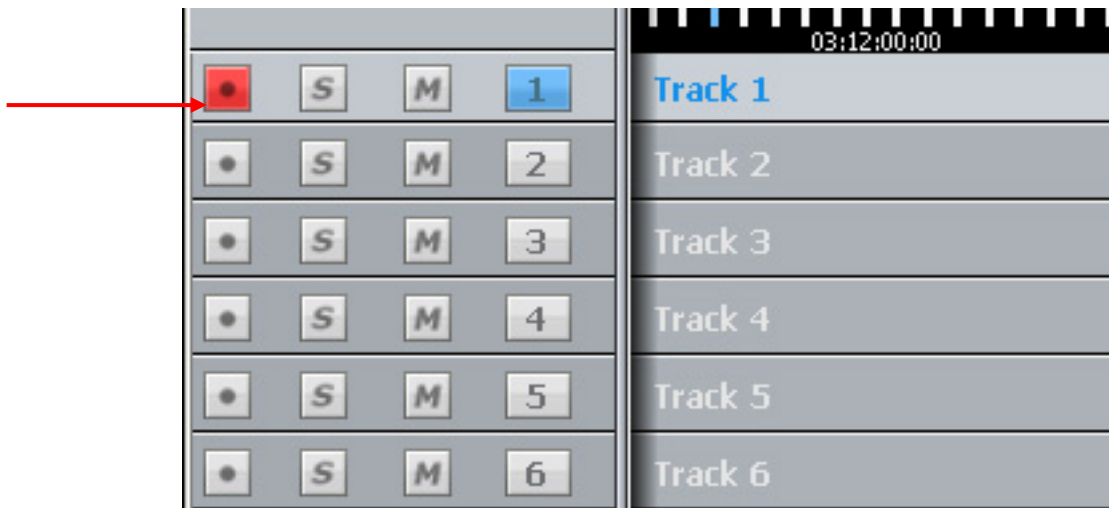 03:12:00:00
S M 1 Track 1
S M 2 Track 2
S M 3 Track 3
S M 4 Track 4
S M 5 Track 5
S M 6 Track 6